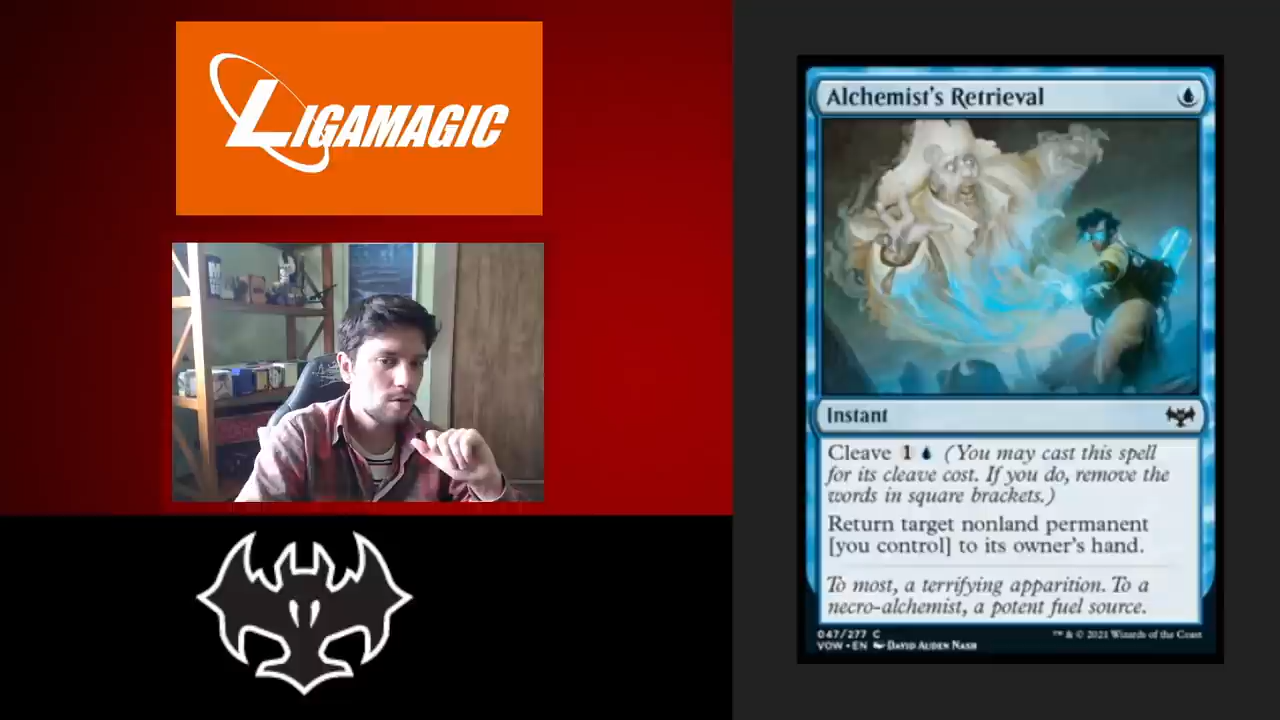 LIGAMAGIC
Alchemist's Retrieval
Instant
Cleave 1 (You may cast this spell
for its cleave cost. If you do, remove the
words in square brackets.)
Return target nonland permanent
[you control] to its owner's hand.
To most, a terrifying apparition. To a
necro-alchemist, a potent fuel source.
047/277 C
™ & © 2021 Wizards of the Coast
VOW • EN David Auden Nash